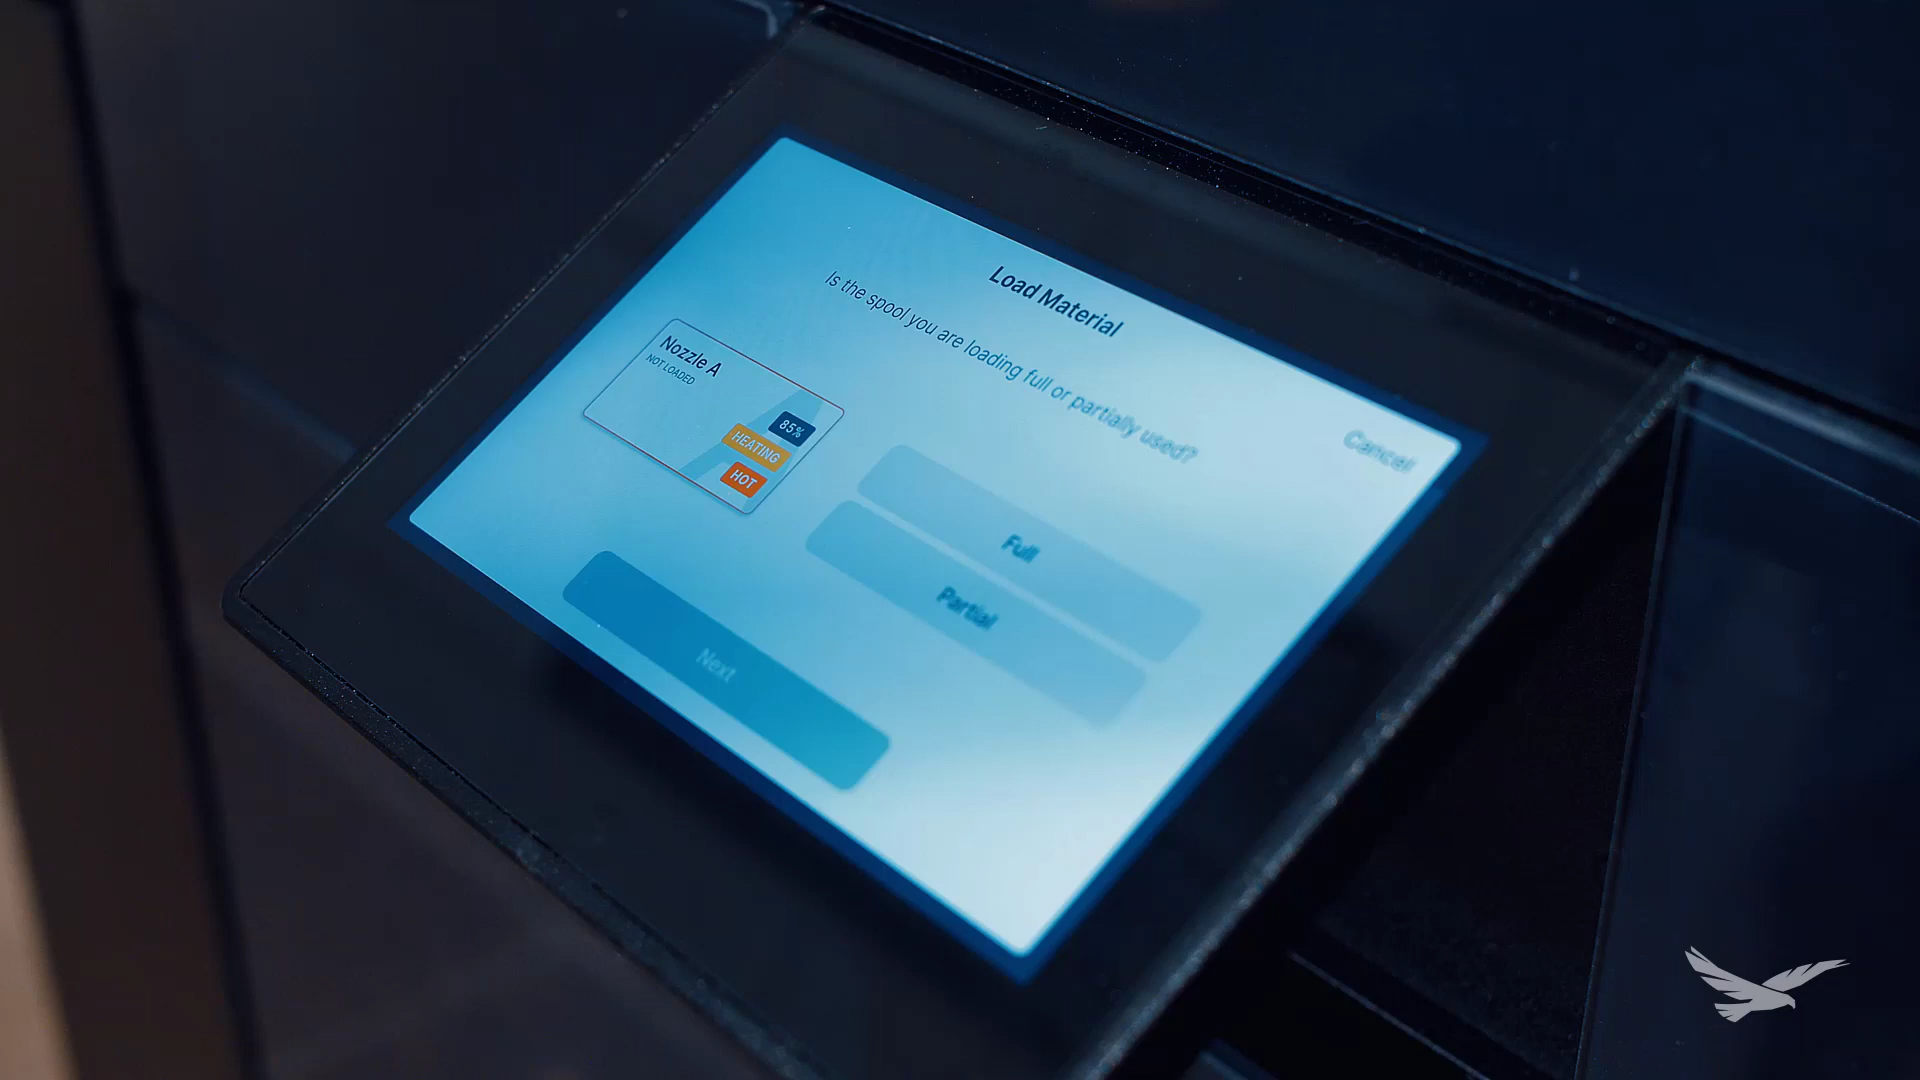 Load Material
Is the spool you are loading full or partially used?
Cancel
Nozzle A
NOT LOADED
85%
HEATING
HOT
Full
Partial
Next